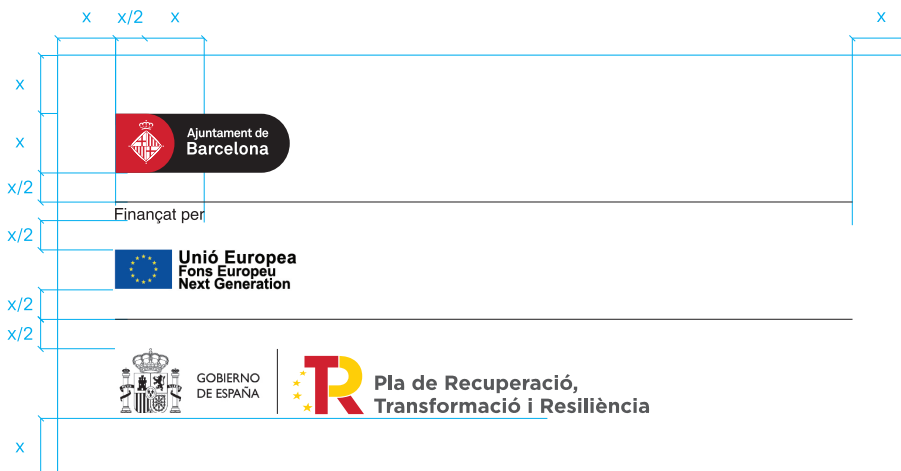 x x/2 x x
x
x
Ajuntament de
Barcelona
x/2
Finançat per
x/2
Unió Europea
Fons Europeu
Next Generation
x/2
x/2
GOBIERNO
DE ESPAÑA
TR
Pla de Recuperació,
Transformació i Resiliència
x